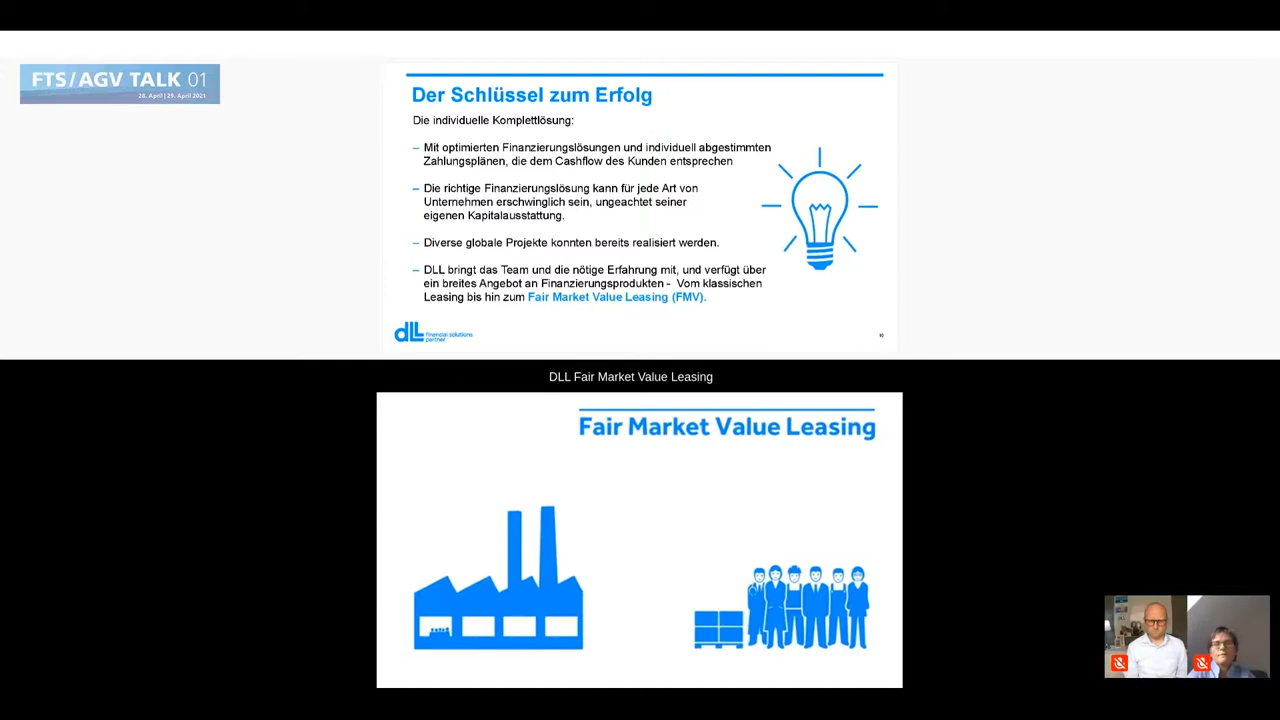 FTS/AGV TALK 01
28. April | 29. April 2021
Der Schlüssel zum Erfolg
Die individuelle Komplettlösung:
– Mit optimierten Finanzierungslösungen und individuell abgestimmten
Zahlungsplänen, die dem Cashflow des Kunden entsprechen
– Die richtige Finanzierungslösung kann für jede Art von
Unternehmen erschwinglich sein, ungeachtet seiner
eigenen Kapitalausstattung.
– Diverse globale Projekte konnten bereits realisiert werden.
– DLL bringt das Team und die nötige Erfahrung mit, und verfügt über
ein breites Angebot an Finanzierungsprodukten - Vom klassischen
Leasing bis hin zum Fair Market Value Leasing (FMV).
dLL financial solutions
partner
DLL Fair Market Value Leasing
Fair Market Value Leasing